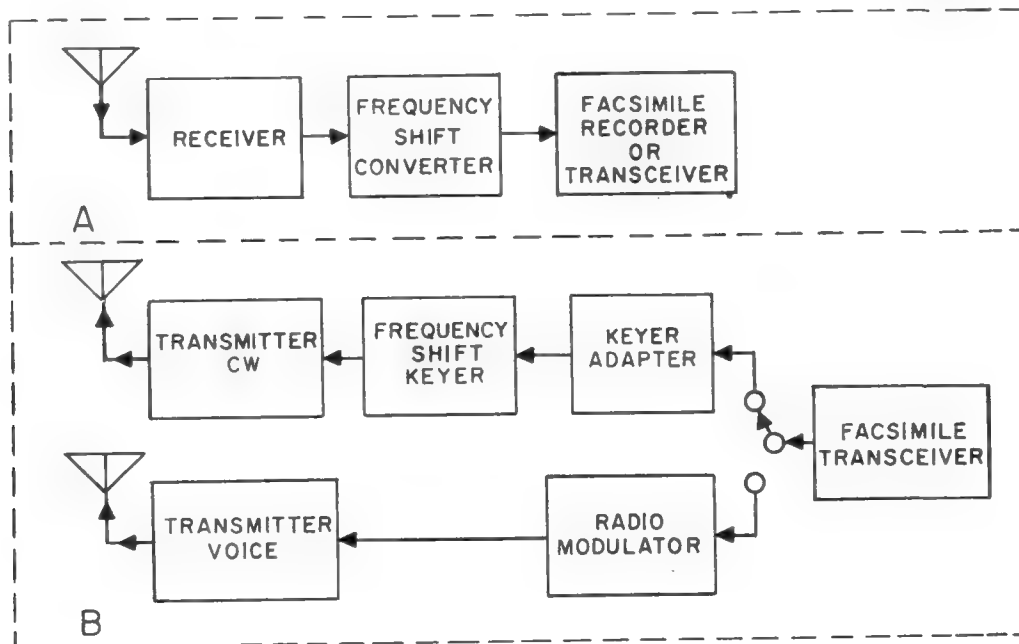 RECEIVER
FREQUENCY
SHIFT
CONVERTER
FACSIMILE
RECORDER
OR
TRANSCEIVER
A
TRANSMITTER
CW
FREQUENCY
SHIFT
KEYER
KEYER
ADAPTER
FACSIMILE
TRANSCEIVER
TRANSMITTER
VOICE
RADIO
MODULATOR
B